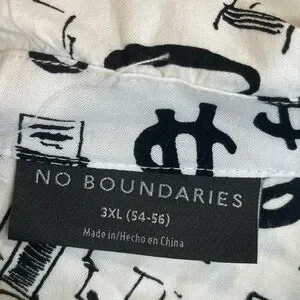 NO BOUNDARIES
3XL (54-56)
Made in/Hecho en China